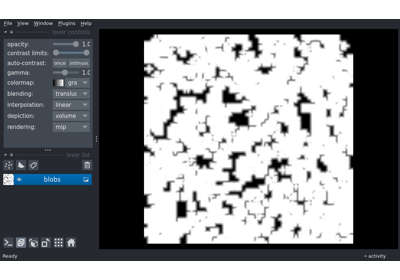 File View Window Plugins Help
layer controls
opacity: 1.0
contrast limits:
auto-contrast: once continuous
gamma: 1.0
colormap: gra
blending: transluc
interpolation: linear
depiction: volume
rendering: mip
layer list
blobs
Ready activity